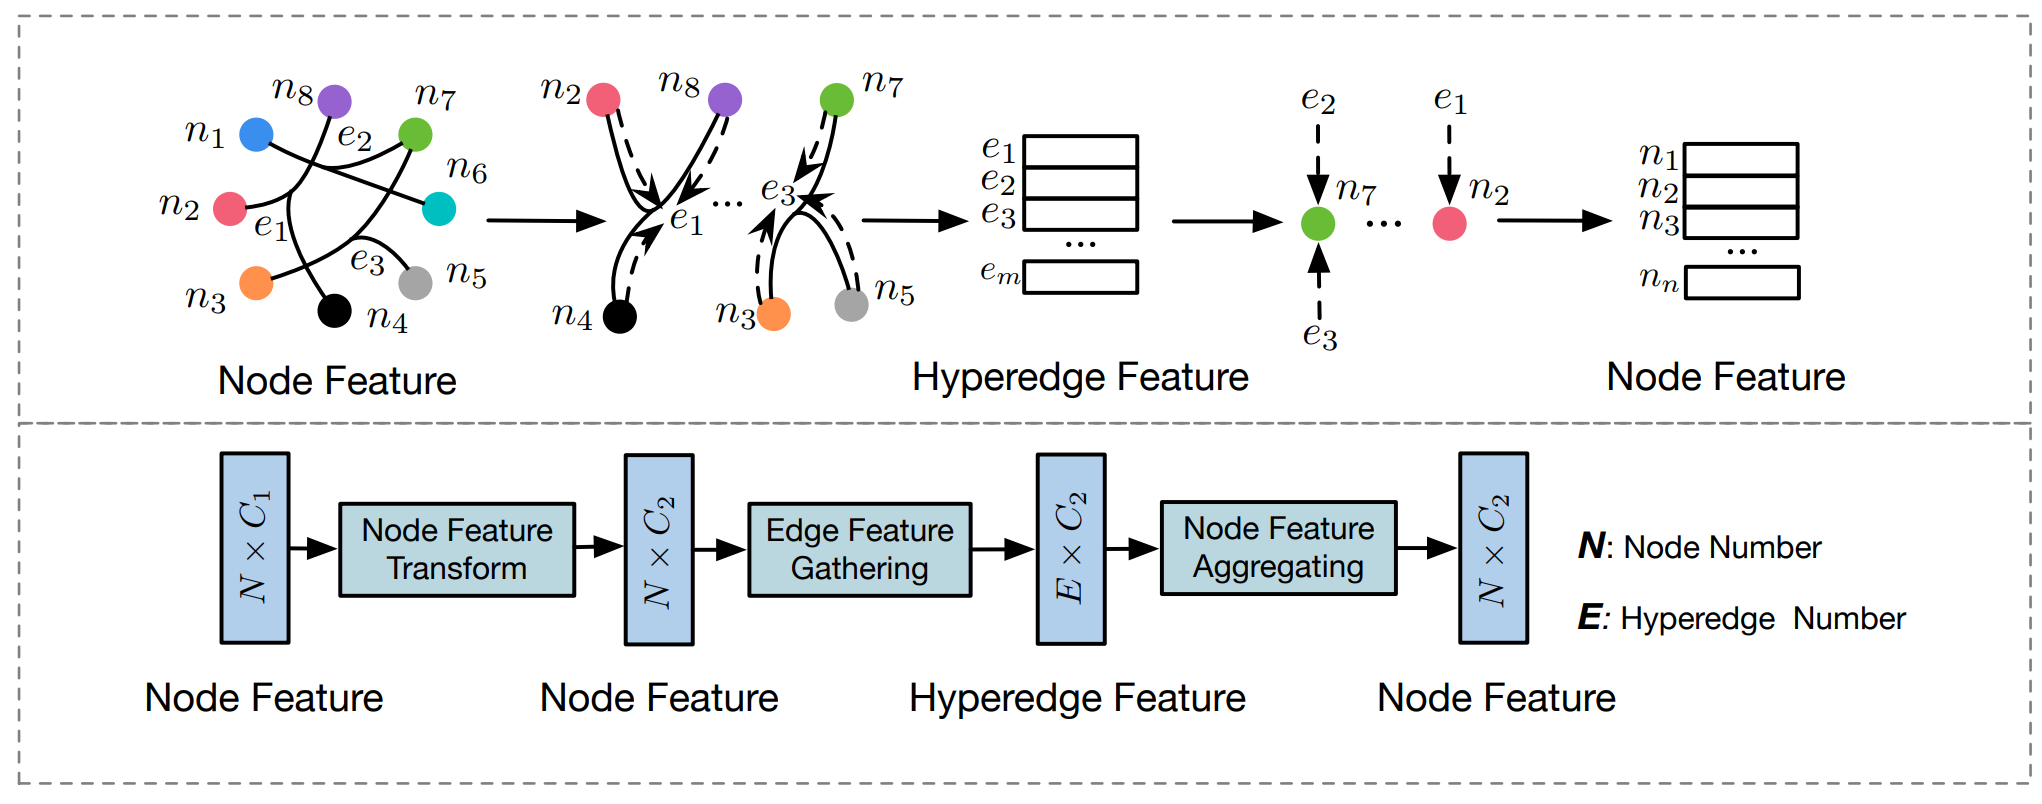 n₈
n₇
n₁
e₂
n₆
n₂
e₁
e₃
n₅
n₃
n₄
Node Feature
n₂
n₈
n₇
e₁
...
e₃
n₄
n₃
n₅
e₁
e₂
e₃
...
eₘ
Hyperedge Feature
e₂
e₁
n₇
...
n₂
e₃
n₁
n₂
n₃
...
nₙ
Node Feature
N × C₁
Node Feature
Transform
N × C₂
Edge Feature
Gathering
E × C₂
Node Feature
Aggregating
N × C₂
N: Node Number
E: Hyperedge Number
Node Feature
Node Feature
Hyperedge Feature
Node Feature